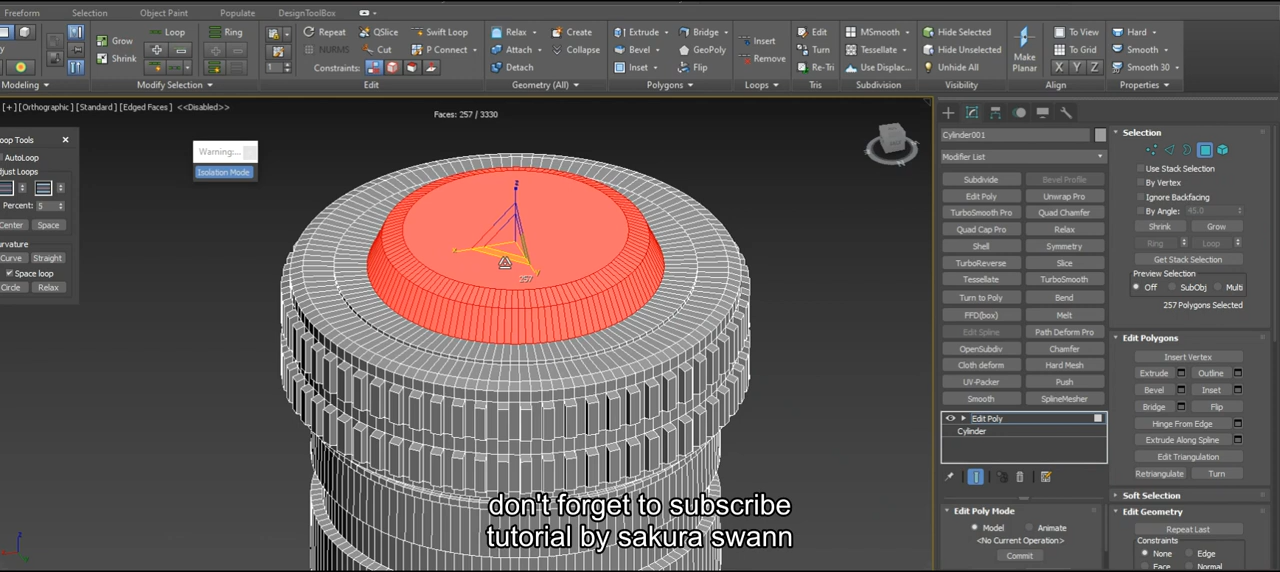 Freeform Selection Object Paint Populate DesignToolBox
Grow Loop Ring Repeat QSlice Swift Loop Relax Create Extrude Bridge Insert Edit MSmooth Hide Selected To View Hard
Shrink NURMS Cut P Connect Attach Collapse Bevel GeoPoly Remove Turn Tessellate Hide Unselected To Grid Smooth
1 Constraints: Detach Inset Flip Re-Tri Use Displac... Unhide All Make Planar X Y Z Smooth 30
Modeling Modify Selection Edit Geometry (All) Polygons Loops Tris Subdivision Visibility Align Properties
[+] [Orthographic] [Standard] [Edged Faces] <<Disabled>>
Faces: 257 / 3330
oop Tools
AutoLoop
djust Loops
Percent: 5
Center Space
urvature
Curve Straight
Space loop
Circle Relax
Warning:...
Isolation Mode
257
Cylinder001
Modifier List
Subdivide Bevel Profile
Edit Poly Unwrap Pro
TurboSmooth Pro Quad Chamfer
Quad Cap Pro Relax
Shell Symmetry
TurboReverse Slice
Tessellate TurboSmooth
Turn to Poly Bend
FFD(box) Melt
Edit Spline Path Deform Pro
OpenSubdiv Chamfer
Cloth deform Hard Mesh
UV-Packer Push
Smooth SplineMesher
Edit Poly
Cylinder
Edit Poly Mode
Model Animate
<No Current Operation>
Commit
Selection
Use Stack Selection
By Vertex
Ignore Backfacing
By Angle: 45.0
Shrink Grow
Ring Loop
Get Stack Selection
Preview Selection
Off SubObj Multi
257 Polygons Selected
Edit Polygons
Insert Vertex
Extrude Outline
Bevel Inset
Bridge Flip
Hinge From Edge
Extrude Along Spline
Edit Triangulation
Retriangulate Turn
Soft Selection
Edit Geometry
Repeat Last
Constraints
None Edge
Face Normal
don't forget to subscribe
tutorial by sakura swann